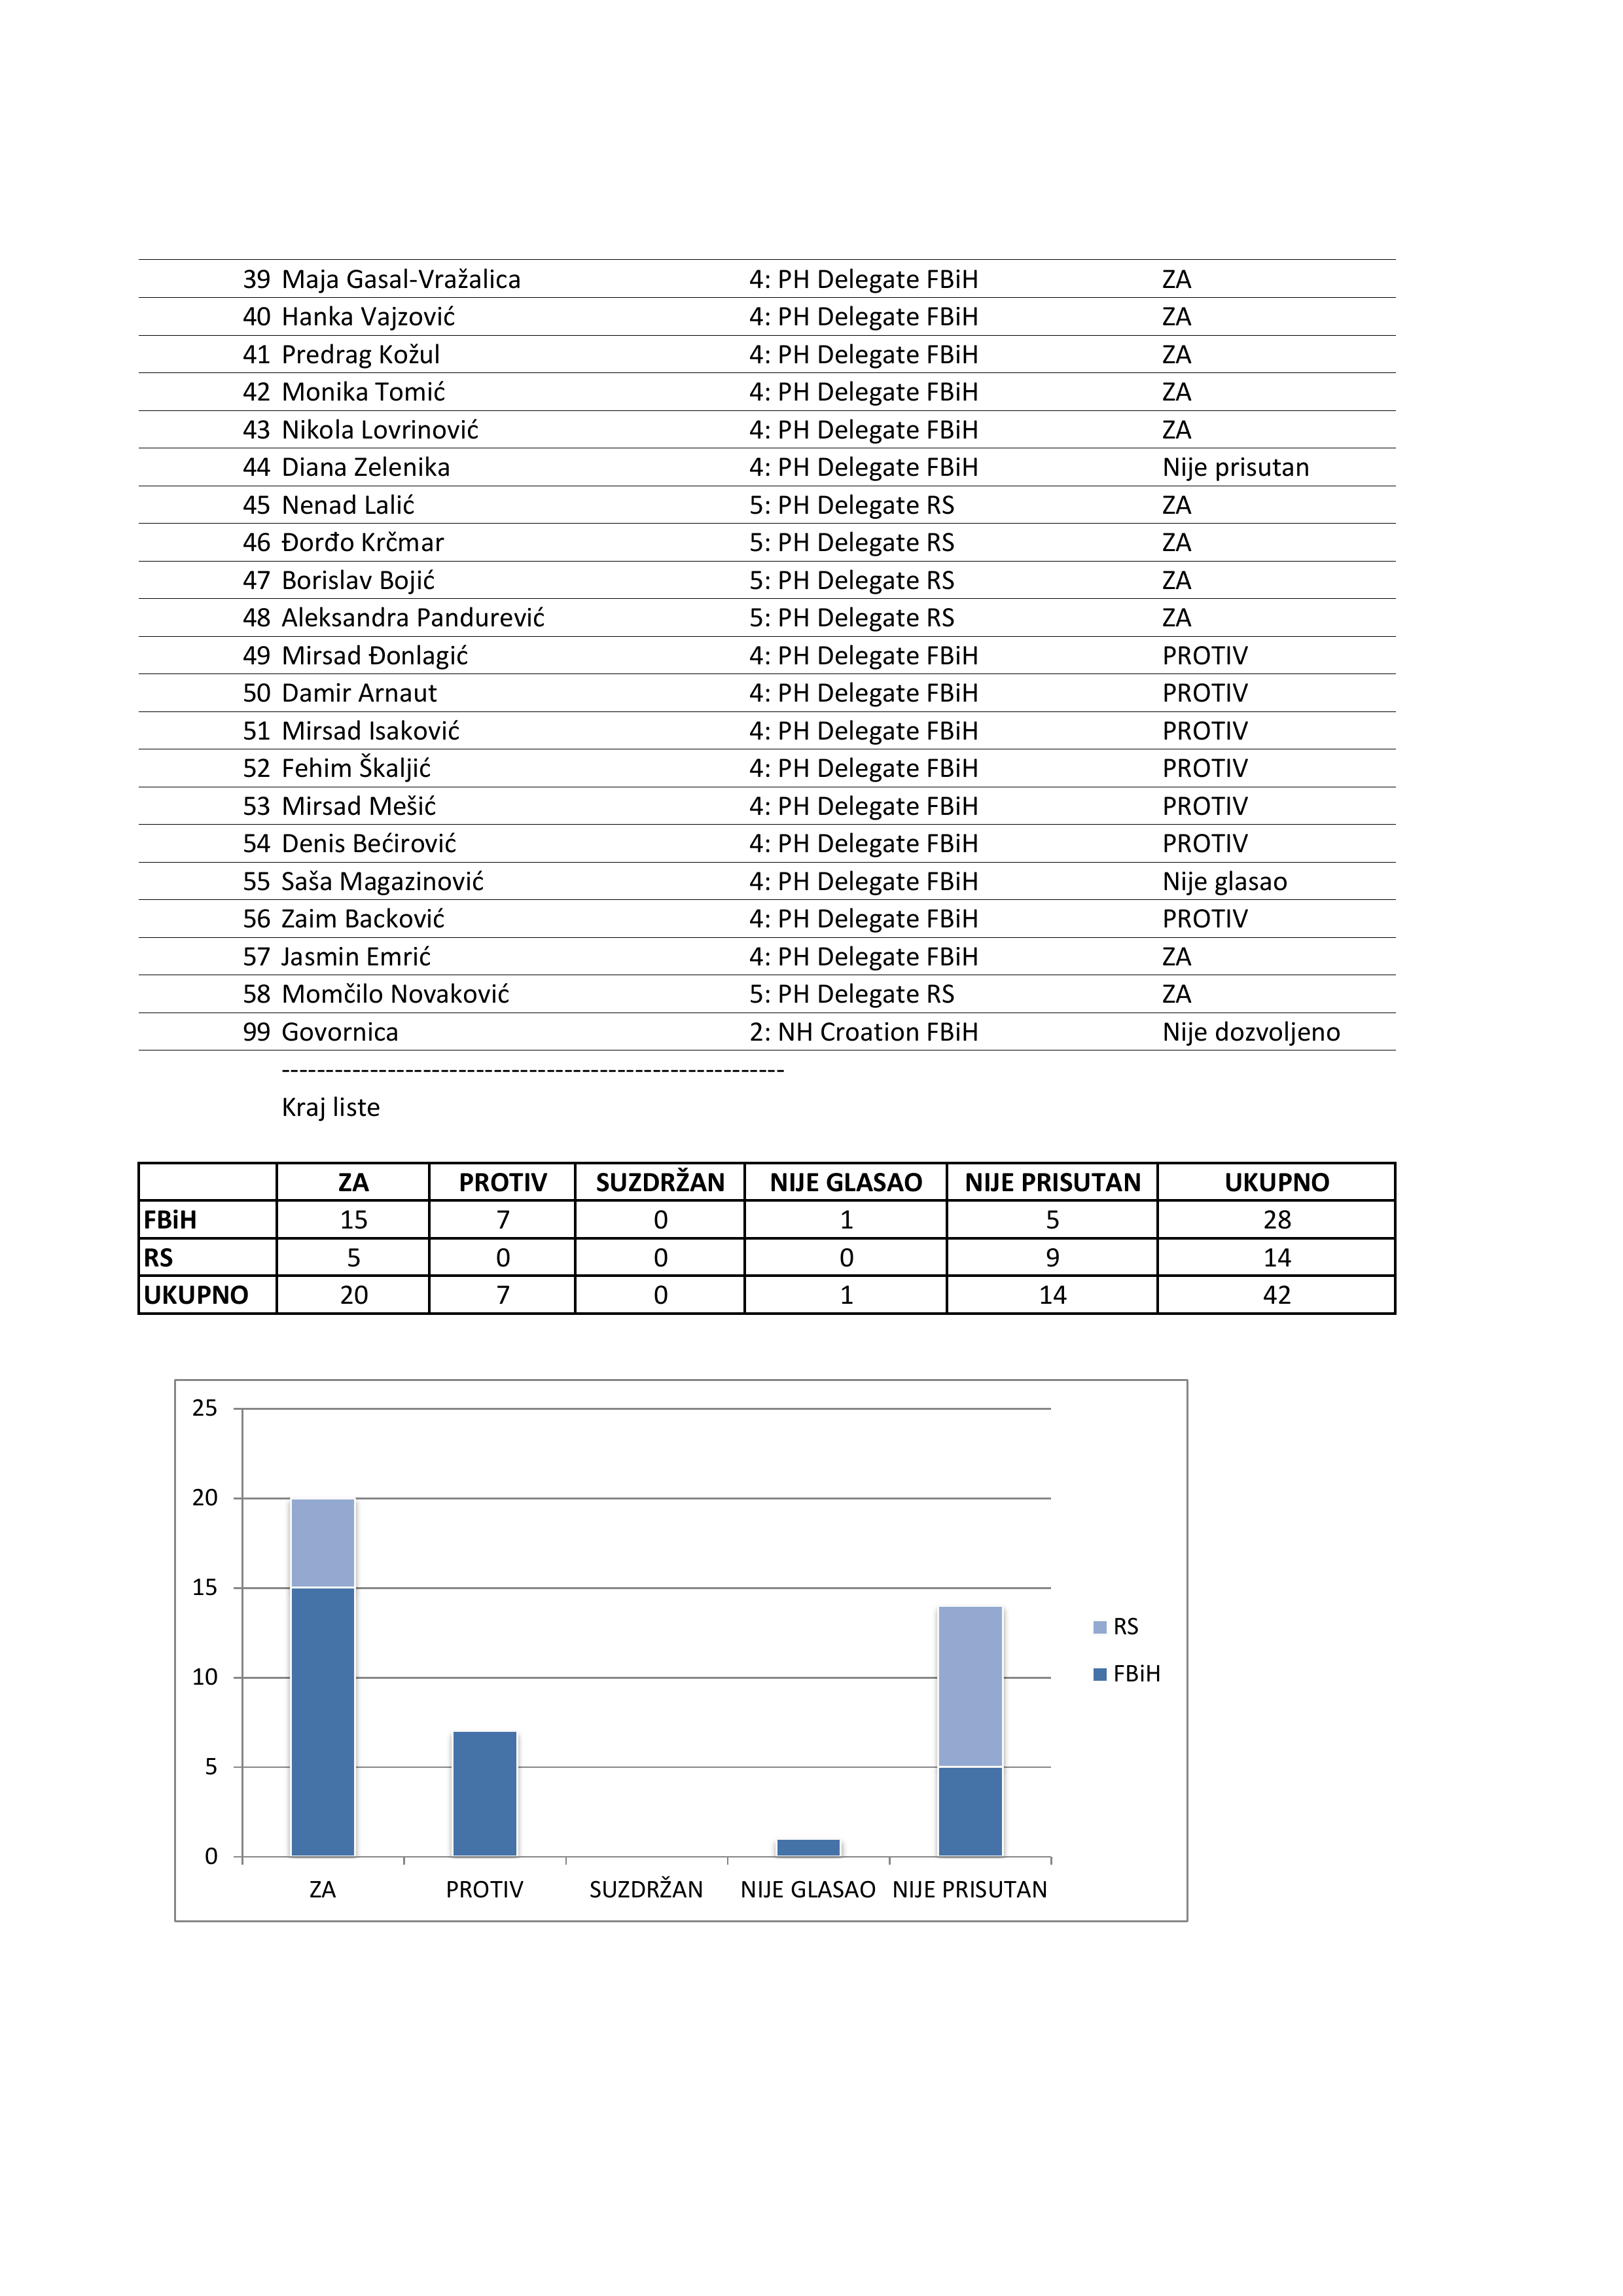 39 Maja Gasal-Vražalica 4: PH Delegate FBiH ZA
40 Hanka Vajzović 4: PH Delegate FBiH ZA
41 Predrag Kožul 4: PH Delegate FBiH ZA
42 Monika Tomić 4: PH Delegate FBiH ZA
43 Nikola Lovrinović 4: PH Delegate FBiH ZA
44 Diana Zelenika 4: PH Delegate FBiH Nije prisutan
45 Nenad Lalić 5: PH Delegate RS ZA
46 Đorđo Krčmar 5: PH Delegate RS ZA
47 Borislav Bojić 5: PH Delegate RS ZA
48 Aleksandra Pandurević 5: PH Delegate RS ZA
49 Mirsad Đonlagić 4: PH Delegate FBiH PROTIV
50 Damir Arnaut 4: PH Delegate FBiH PROTIV
51 Mirsad Isaković 4: PH Delegate FBiH PROTIV
52 Fehim Škaljić 4: PH Delegate FBiH PROTIV
53 Mirsad Mešić 4: PH Delegate FBiH PROTIV
54 Denis Bećirović 4: PH Delegate FBiH PROTIV
55 Saša Magazinović 4: PH Delegate FBiH Nije glasao
56 Zaim Backović 4: PH Delegate FBiH PROTIV
57 Jasmin Emrić 4: PH Delegate FBiH ZA
58 Momčilo Novaković 5: PH Delegate RS ZA
99 Govornica 2: NH Croation FBiH Nije dozvoljeno
---------------------------------------------------------
Kraj liste
ZA PROTIV SUZDRŽAN NIJE GLASAO NIJE PRISUTAN UKUPNO
FBiH 15 7 0 1 5 28
RS 5 0 0 0 9 14
UKUPNO 20 7 0 1 14 42
25
20
15
10
5
0
ZA PROTIV SUZDRŽAN NIJE GLASAO NIJE PRISUTAN
RS
FBiH